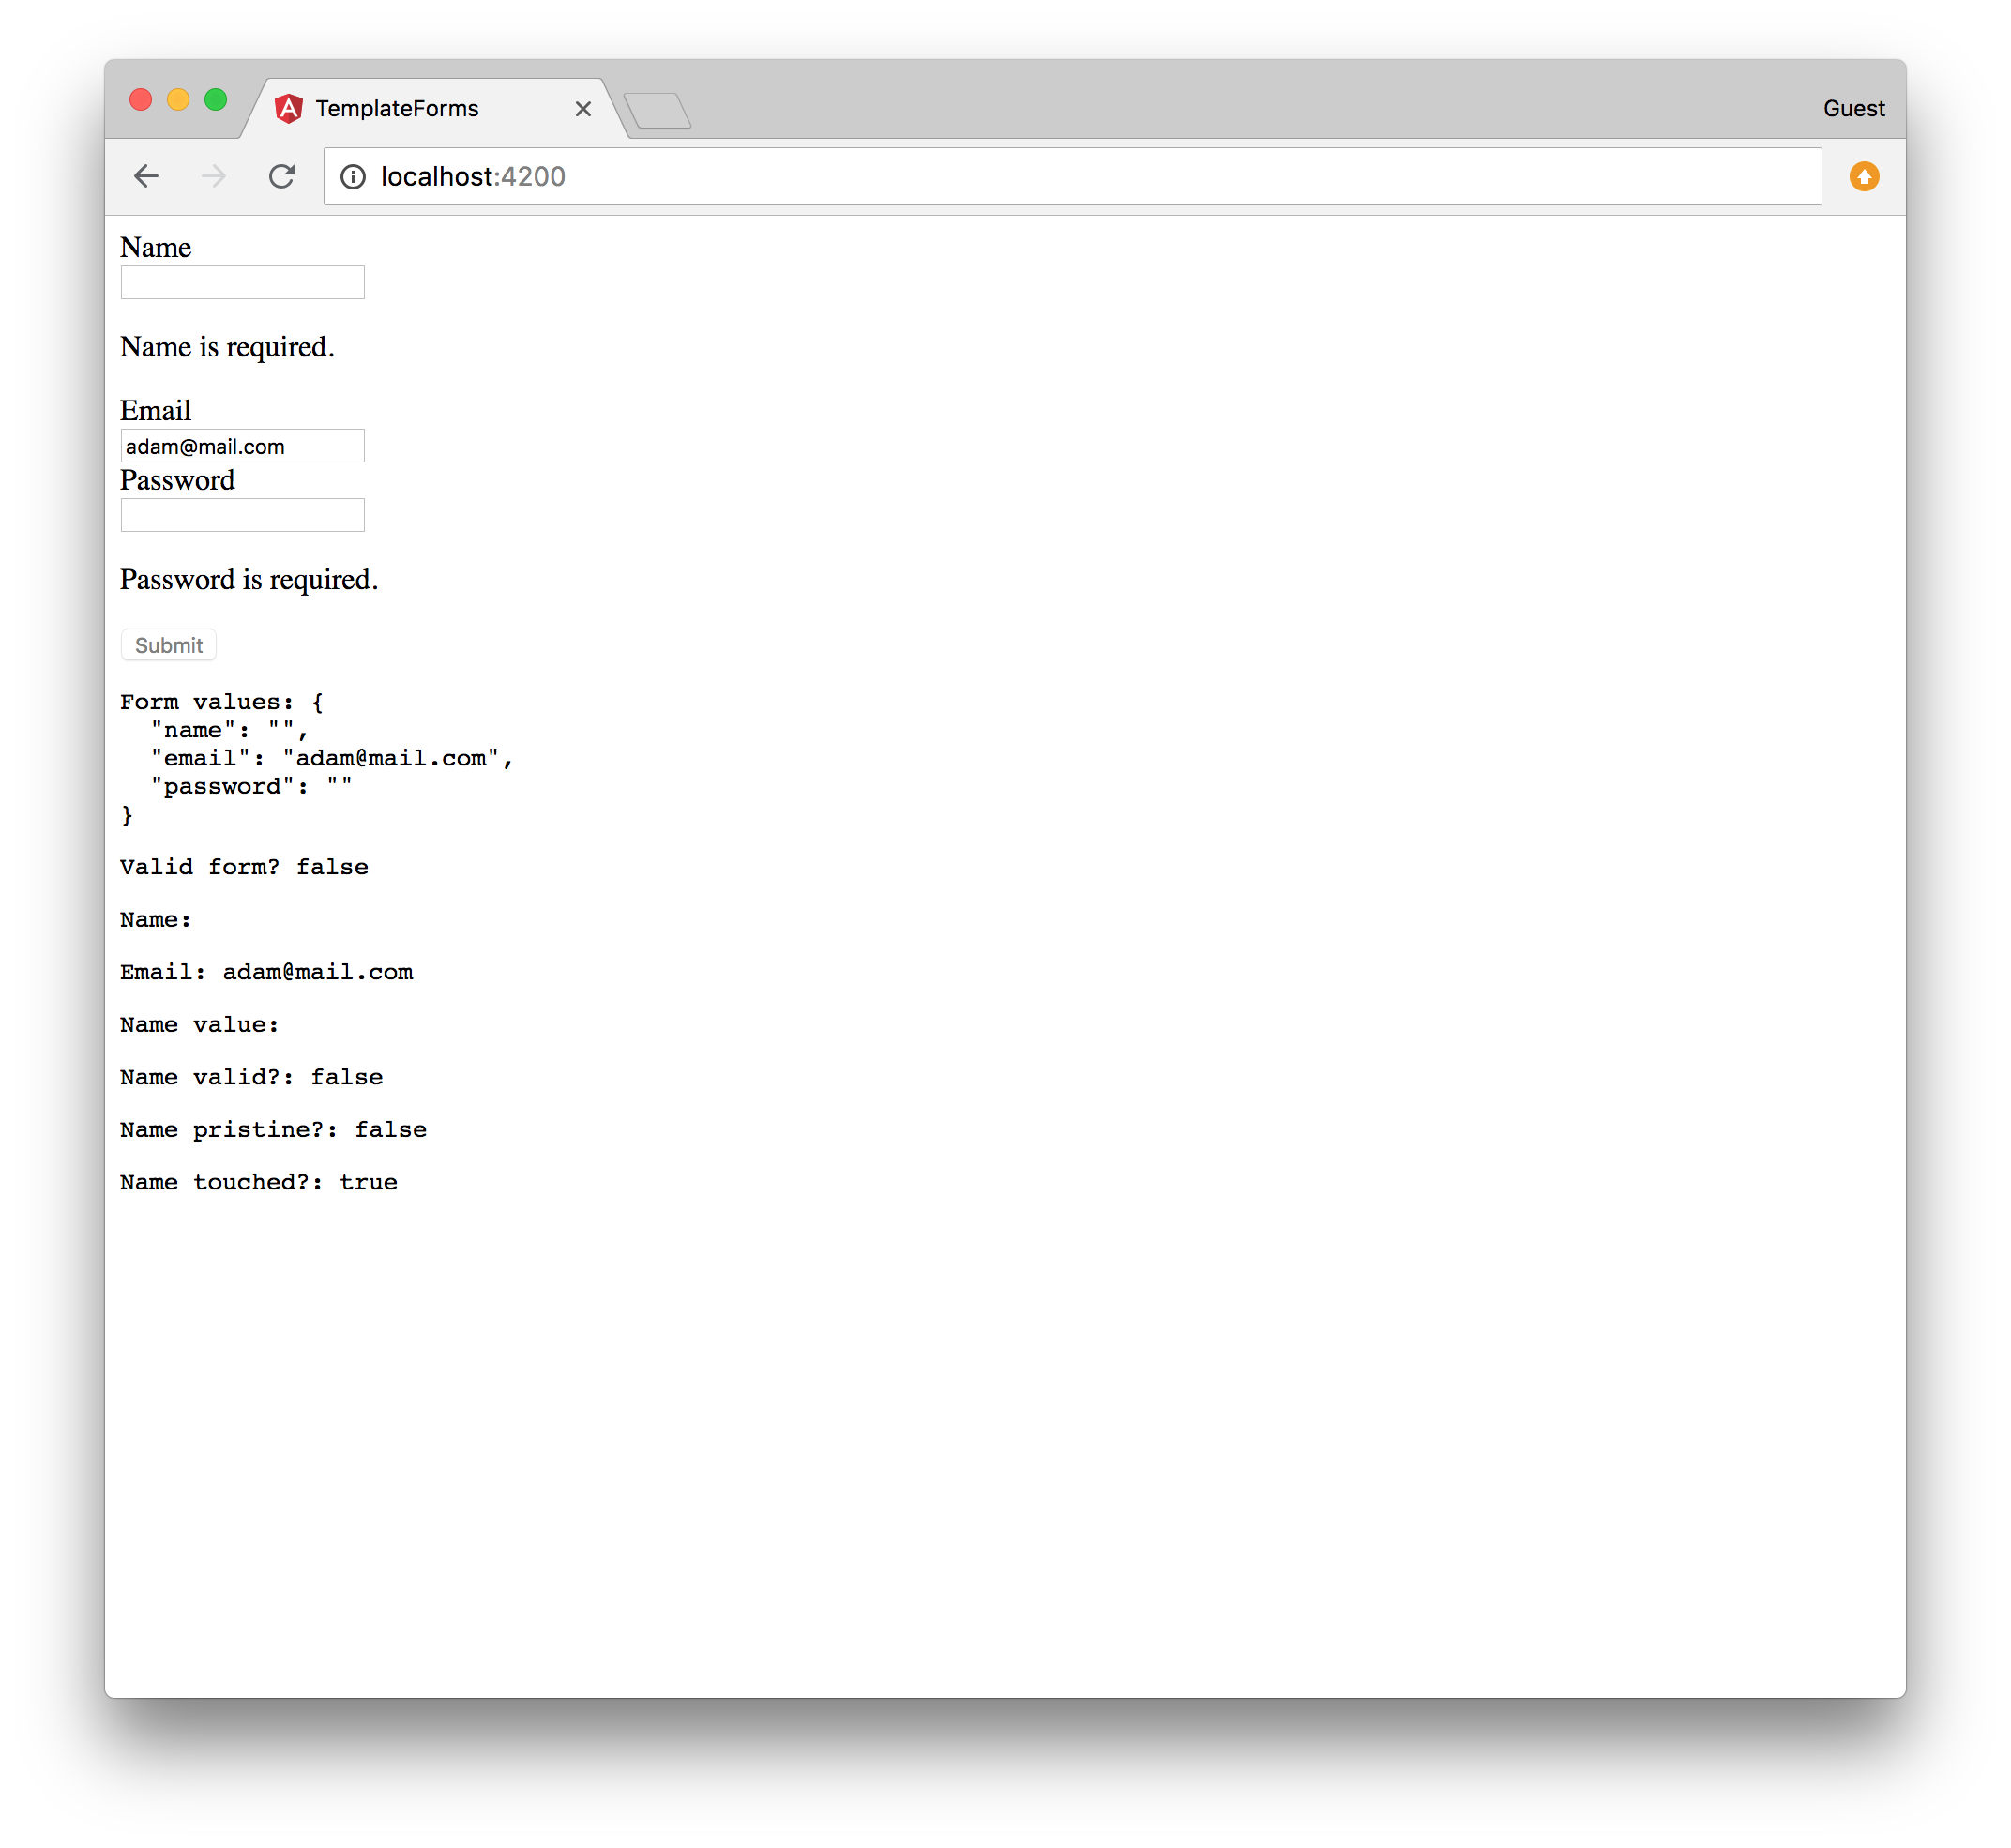 TemplateForms
Guest
localhost:4200
Name
Name is required.
Email
adam@mail.com
Password
Password is required.
Submit
Form values: {
  "name": "",
  "email": "adam@mail.com",
  "password": ""
}
Valid form? false
Name:
Email: adam@mail.com
Name value:
Name valid?: false
Name pristine?: false
Name touched?: true